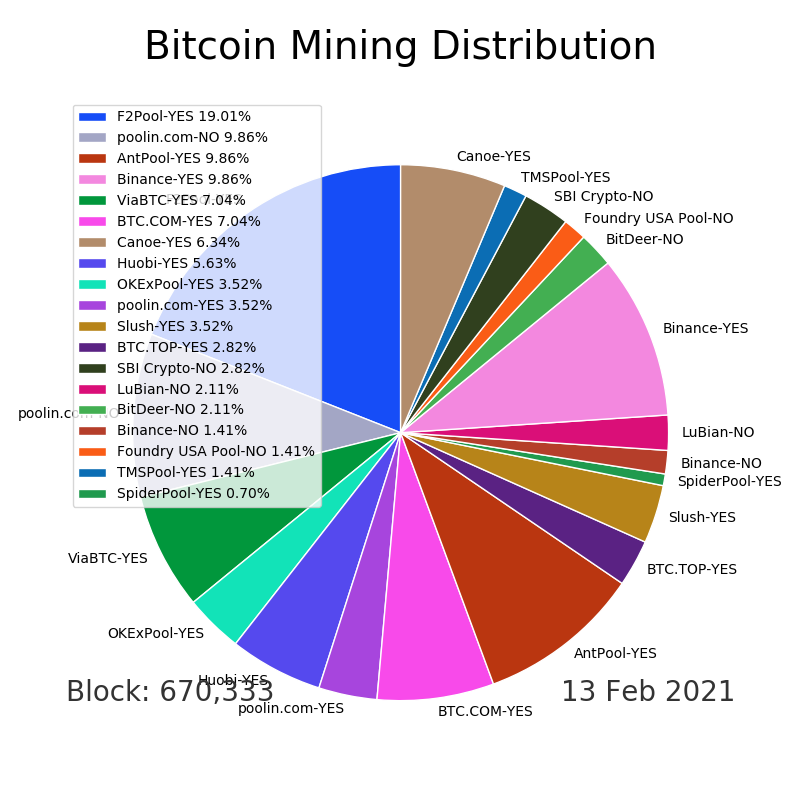 Bitcoin Mining Distribution
F2Pool-YES 19.01%
poolin.com-NO 9.86%
AntPool-YES 9.86%
Binance-YES 9.86%
ViaBTC-YES 7.04%
BTC.COM-YES 7.04%
Canoe-YES 6.34%
Huobi-YES 5.63%
OKExPool-YES 3.52%
poolin.com-YES 3.52%
Slush-YES 3.52%
BTC.TOP-YES 2.82%
SBI Crypto-NO 2.82%
LuBian-NO 2.11%
BitDeer-NO 2.11%
Binance-NO 1.41%
Foundry USA Pool-NO 1.41%
TMSPool-YES 1.41%
SpiderPool-YES 0.70%
Canoe-YES
TMSPool-YES
SBI Crypto-NO
Foundry USA Pool-NO
BitDeer-NO
Binance-YES
poolin.com-NO
LuBian-NO
Binance-NO
SpiderPool-YES
Slush-YES
ViaBTC-YES
BTC.TOP-YES
OKExPool-YES
AntPool-YES
Huobi-YES
poolin.com-YES
BTC.COM-YES
Block: 670,333
13 Feb 2021